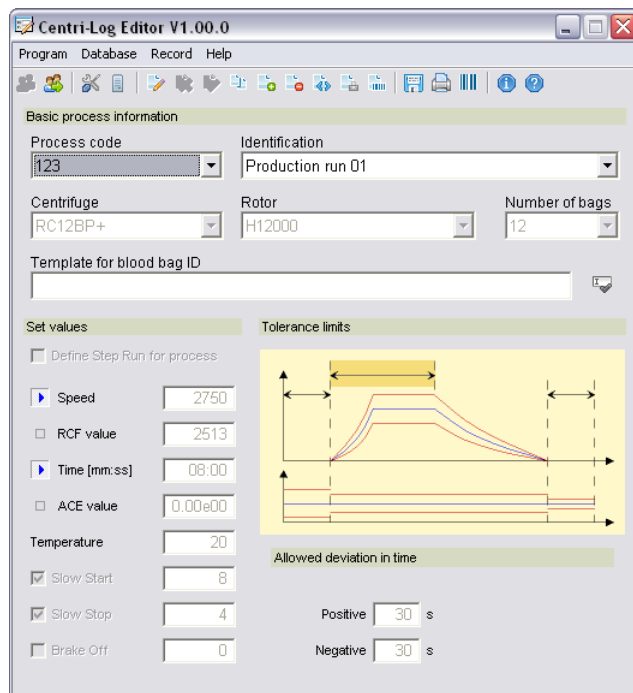 Centri-Log Editor V1.00.0
Program Database Record Help
Basic process information
Process code Identification
123 Production run 01
Centrifuge Rotor Number of bags
RC12BP+ H12000 12
Template for blood bag ID
Set values Tolerance limits
Define Step Run for process
Speed 2750
RCF value 2513
Time [mm:ss] 08:00
ACE value 0.00e00
Temperature 20
Allowed deviation in time
Slow Start 8
Slow Stop 4
Positive 30 s
Brake Off 0
Negative 30 s